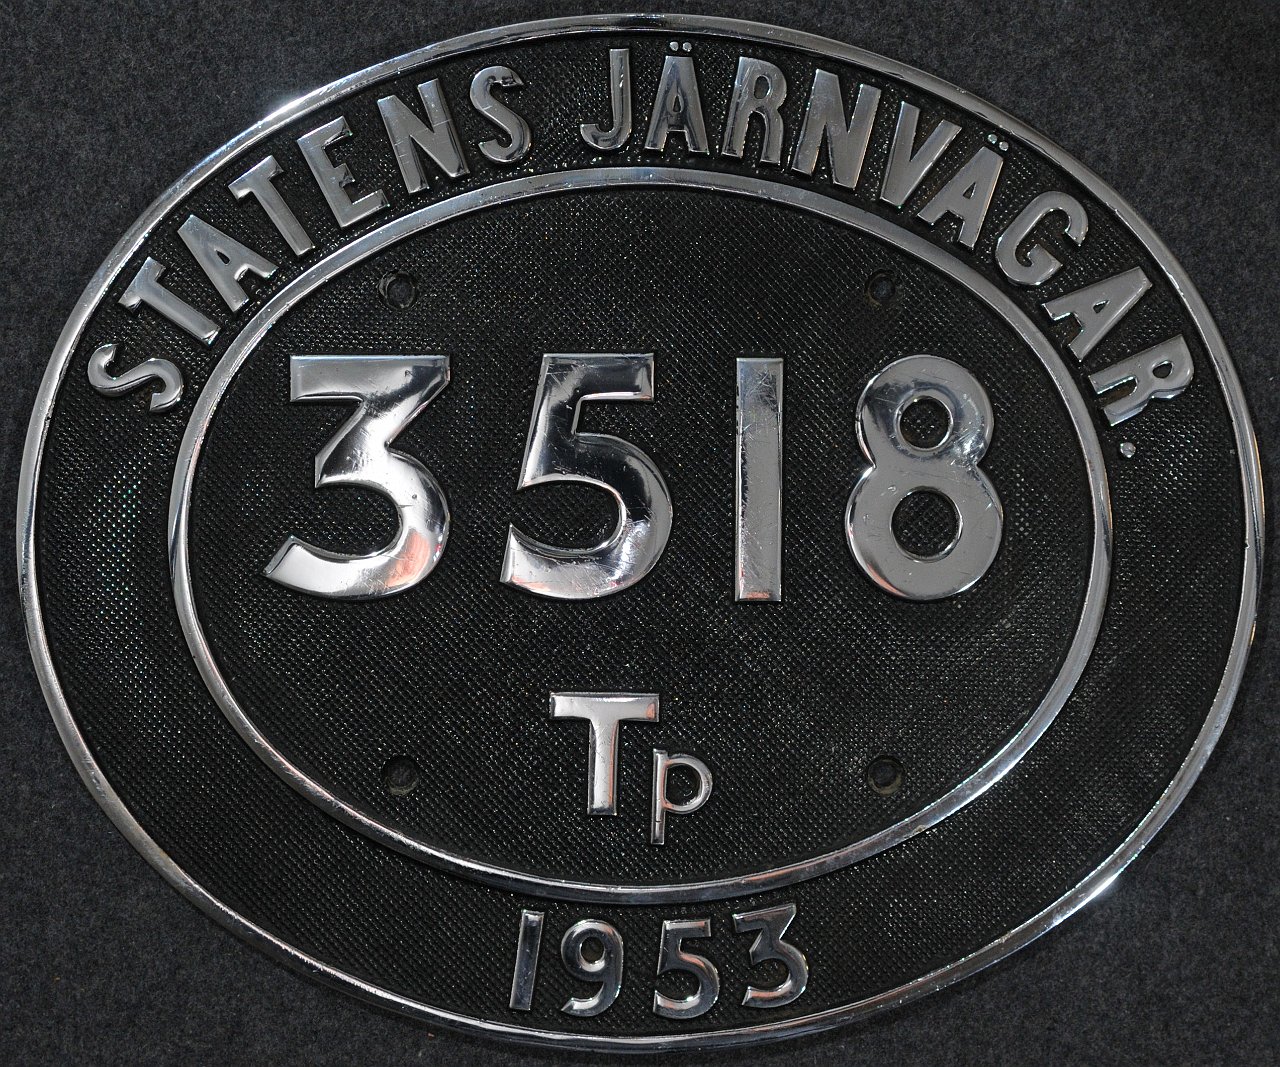 STATENS JÄRNVÄGAR.
3518
Tp
1953